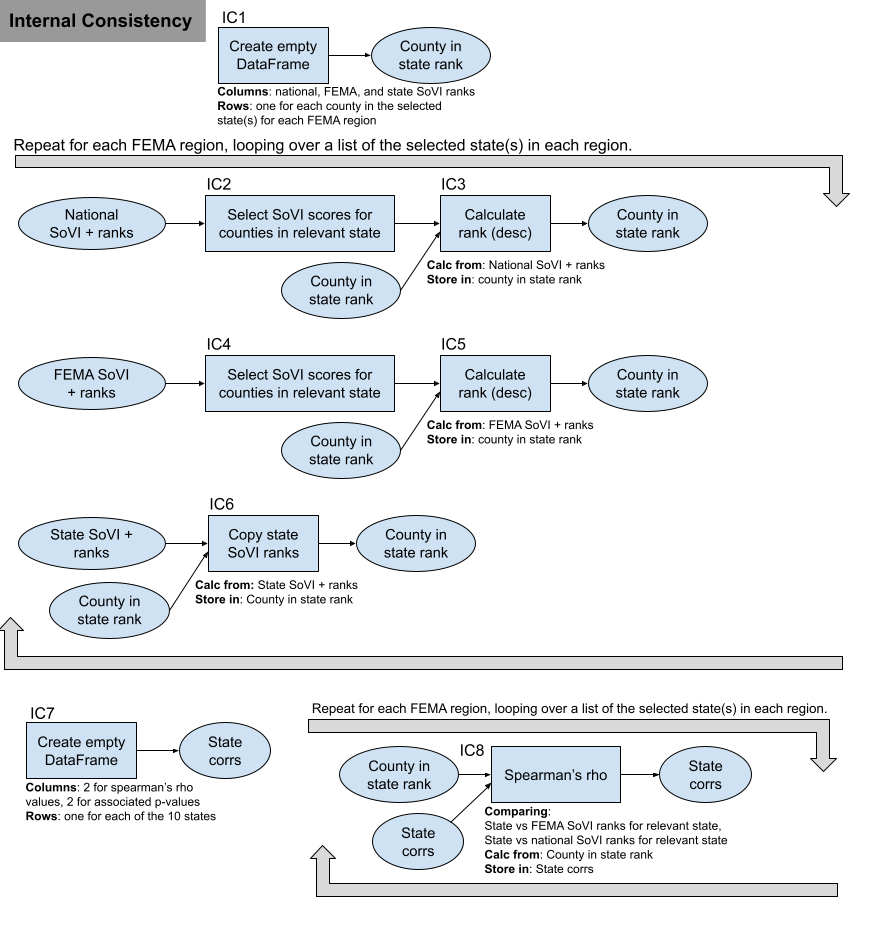 Internal Consistency
IC1
Create empty
DataFrame
County in
state rank
Columns: national, FEMA, and state SoVI ranks
Rows: one for each county in the selected
state(s) for each FEMA region
Repeat for each FEMA region, looping over a list of the selected state(s) in each region.
IC2
IC3
National
SoVI + ranks
Select SoVI scores for
counties in relevant state
Calculate
rank (desc)
County in
state rank
County in
state rank
Calc from: National SoVI + ranks
Store in: county in state rank
IC4
IC5
FEMA SoVI
+ ranks
Select SoVI scores for
counties in relevant state
Calculate
rank (desc)
County in
state rank
County in
state rank
Calc from: FEMA SoVI + ranks
Store in: county in state rank
IC6
State SoVI +
ranks
Copy state
SoVI ranks
County in
state rank
County in
state rank
Calc from: State SoVI + ranks
Store in: County in state rank
IC7
Create empty
DataFrame
State
corrs
Columns: 2 for spearman's rho
values, 2 for associated p-values
Rows: one for each of the 10 states
Repeat for each FEMA region, looping over a list of the selected state(s) in each region.
IC8
County in
state rank
Spearman's rho
State
corrs
State
corrs
Comparing:
State vs FEMA SoVI ranks for relevant state,
State vs national SoVI ranks for relevant state
Calc from: County in state rank
Store in: State corrs